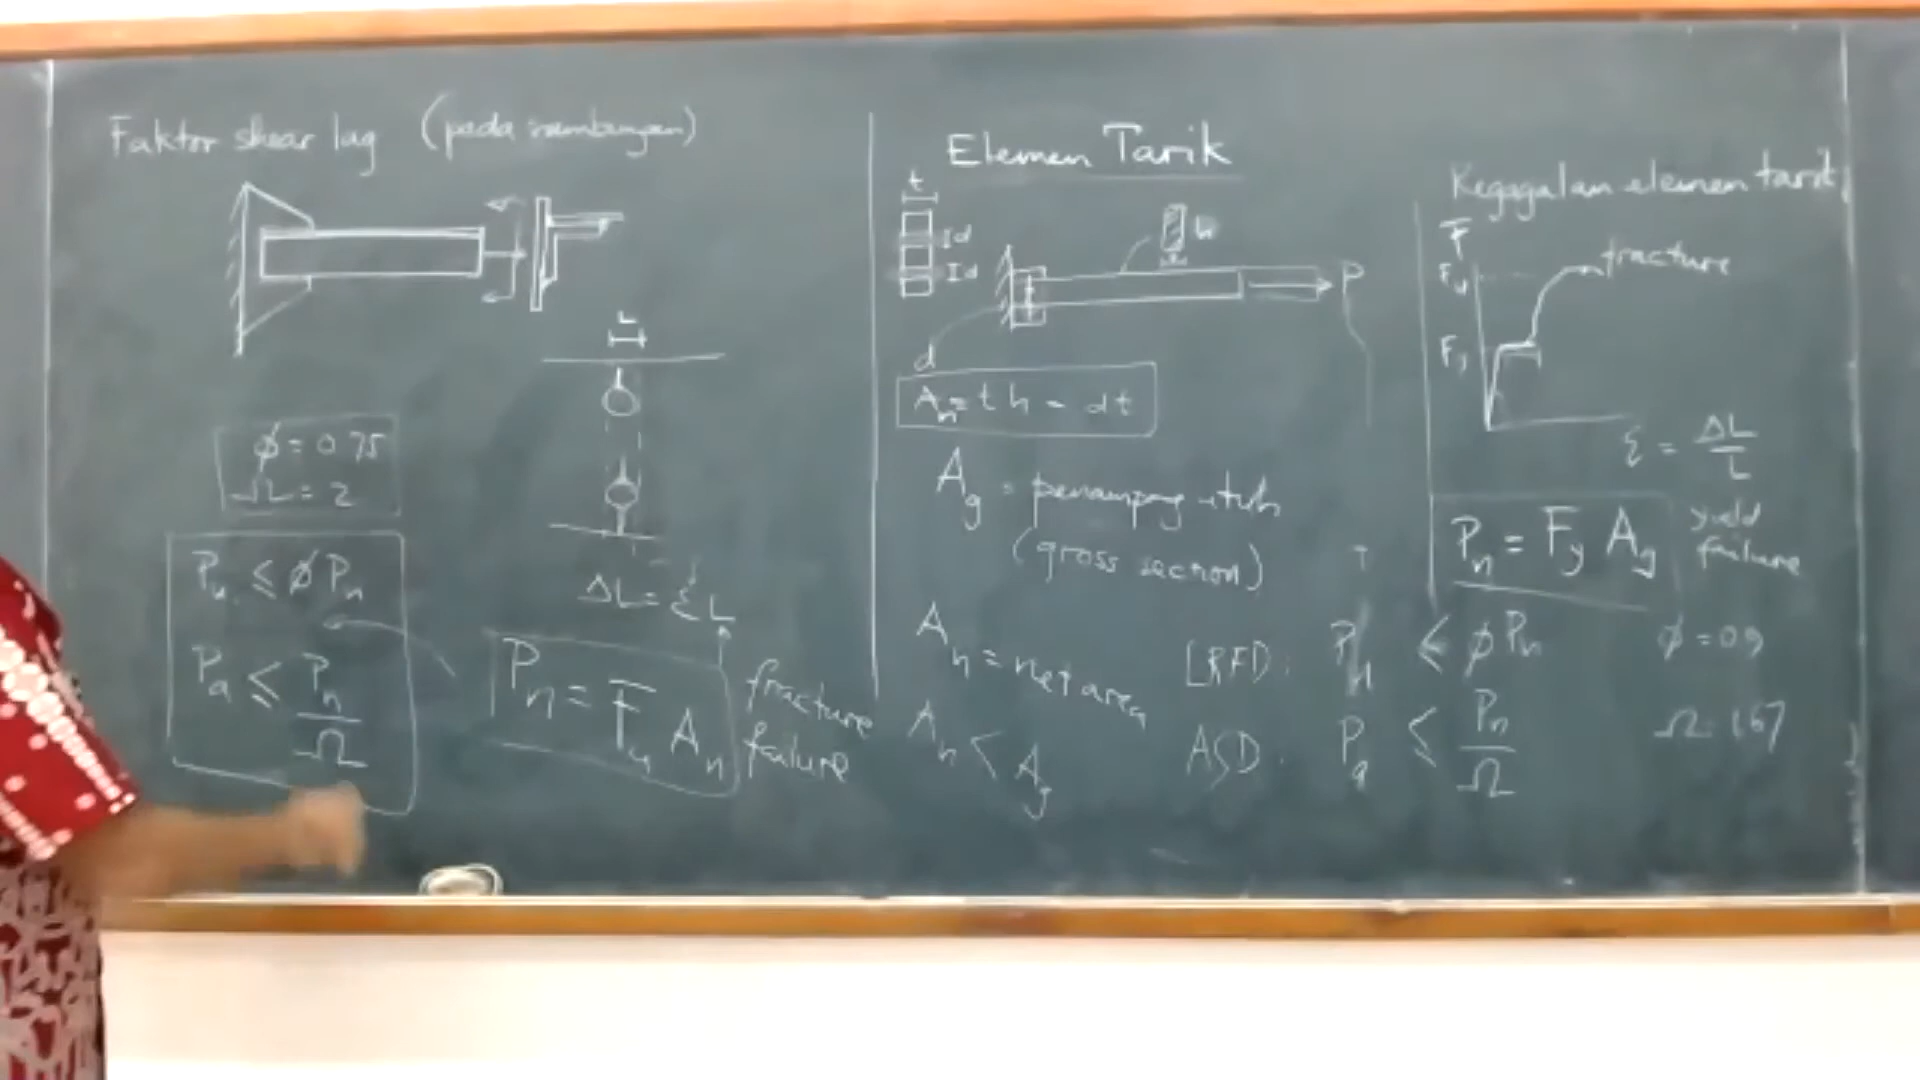 Faktor shear lag (pada sambungan)
L
φ = 0.75
Ω = 2
Pu ≤ φ Pn
Pa ≤ Pn / Ω
ΔL = ε L
Pn = Fu An
fracture
failure
Elemen Tarik
t
d
d
h
P
d
An = t h - dt
Ag = penampang utuh
(gross section)
An = net area
An < Ag
LRFD : Pu ≤ φ Pn φ = 0.9
ASD : Pa ≤ Pn / Ω Ω = 1.67
Kegagalan elemen tarik
F
Fu
fracture
Fy
ε = ΔL / L
Pn = Fy Ag
yield
failure